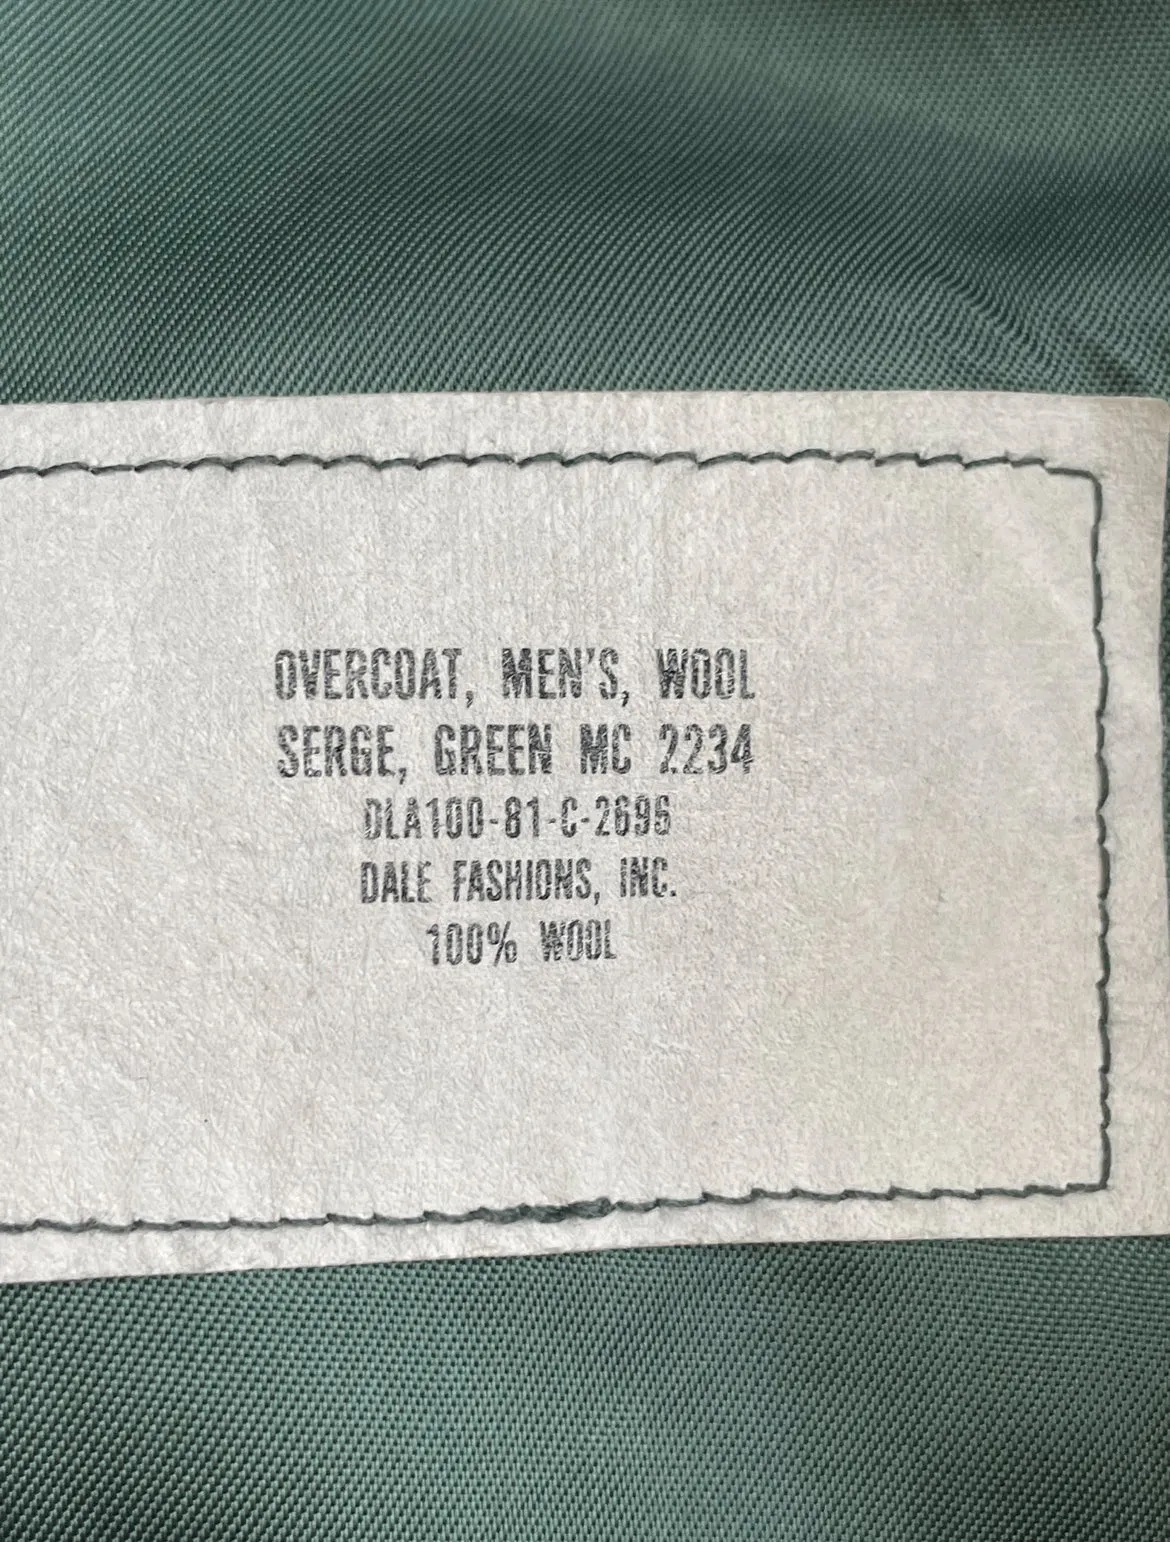 OVERCOAT, MEN'S, WOOL
SERGE, GREEN MC 2234
DLA100-81-C-2696
DALE FASHIONS, INC.
100% WOOL